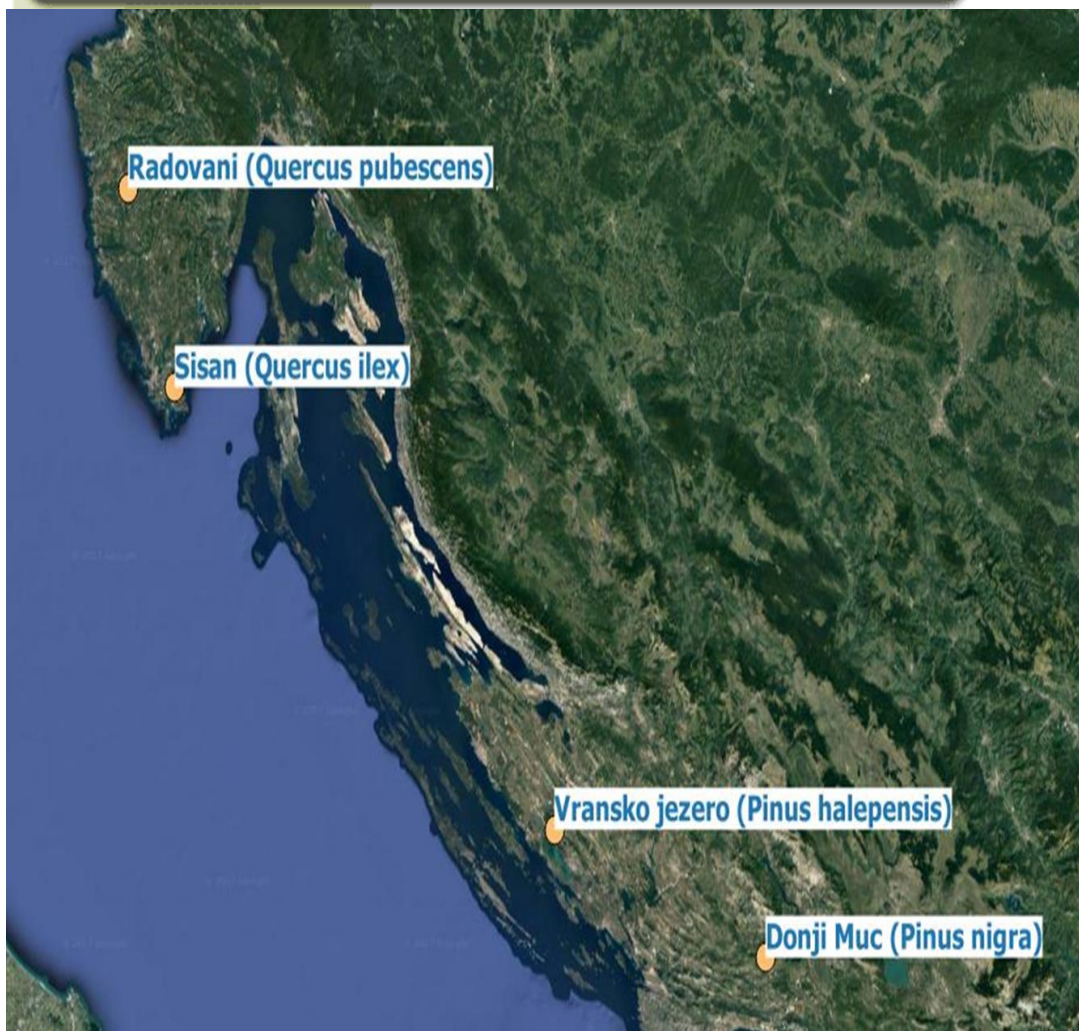 Radovani (Quercus pubescens)
Sisan (Quercus ilex)
Vransko jezero (Pinus halepensis)
Donji Muc (Pinus nigra)